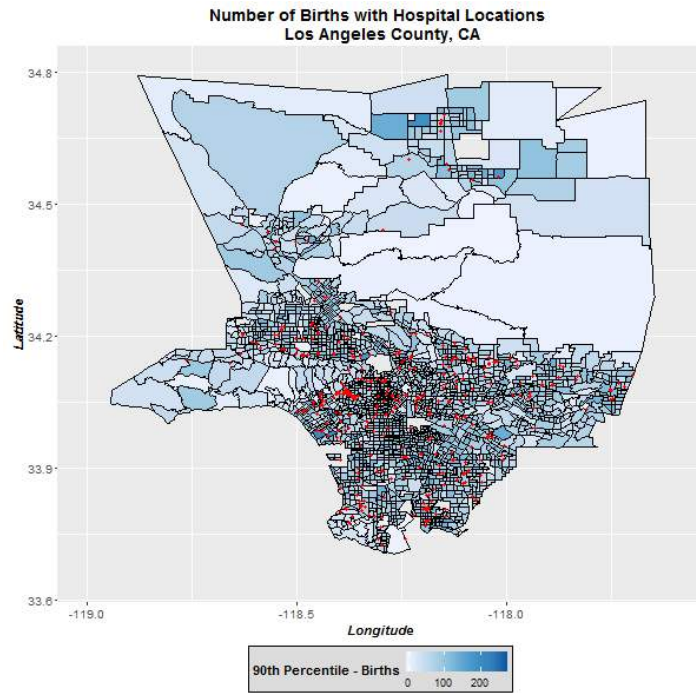 Number of Births with Hospital Locations
Los Angeles County, CA
34.8
34.5
34.2
33.9
33.6
Latitude
-119.0
-118.5
-118.0
Longitude
90th Percentile - Births
0
100
200